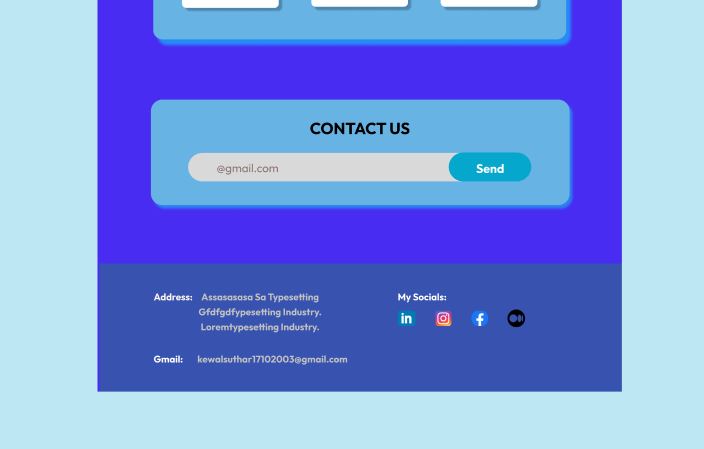 CONTACT US
@gmail.com
Send
Address: Assasasasa Sa Typesetting
Gfdfgdfypesetting Industry.
Loremtypesetting Industry.
My Socials:
in
Gmail: kewalsuthar17102003@gmail.com